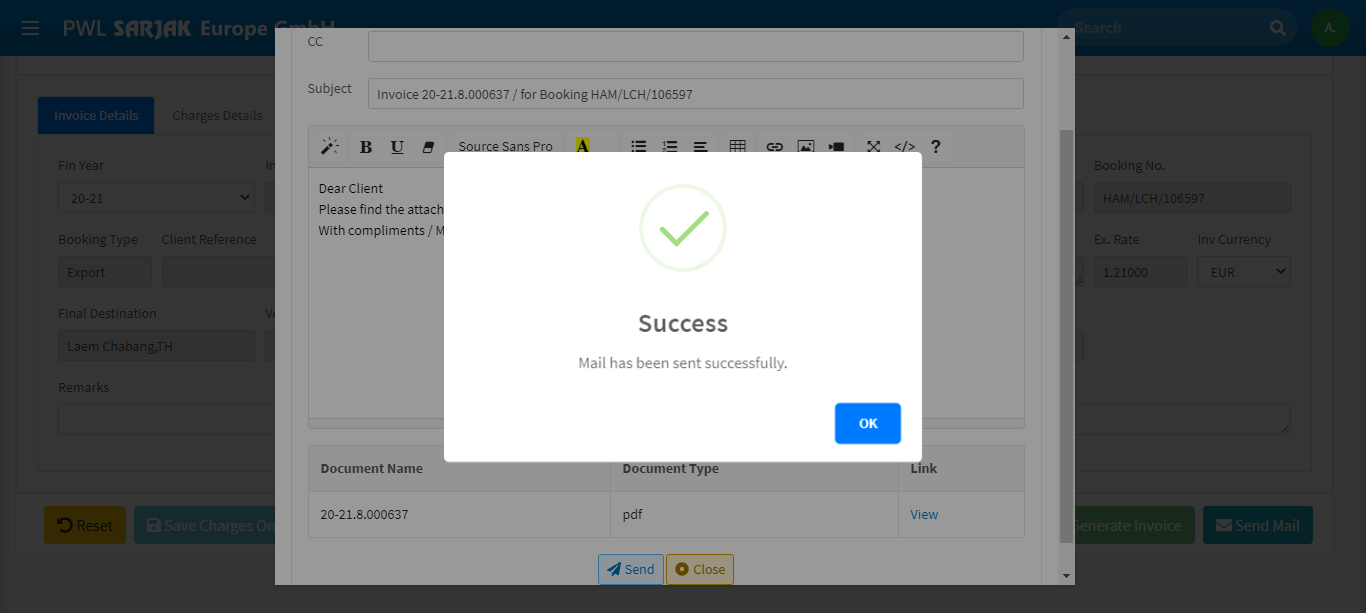 PWL SARJAK Europe GmbH
Search
A.
CC
Subject
Invoice 20-21.8.000637 / for Booking HAM/LCH/106597
Invoice Details
Charges Details
B U Source Sans Pro A </> ?
Fin Year
Booking No.
20-21
HAM/LCH/106597
Dear Client
Please find the attach
With compliments / M
Booking Type
Client Reference
Ex. Rate
Inv Currency
Export
1.21000
EUR
Final Destination
Laem Chabang,TH
Remarks
Success
Mail has been sent successfully.
OK
Document Name
Document Type
Link
20-21.8.000637
pdf
View
Reset
Save Charges On
Generate Invoice
Send Mail
Send
Close